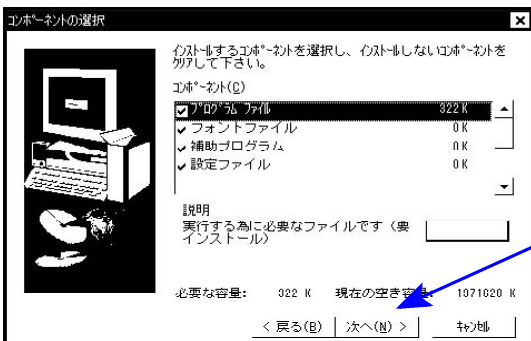 コンポーネントの選択
インストールするコンポーネントを選択し、インストールしないコンポーネントを
クリアして下さい。
コンポーネント(C)
プログラム ファイル 322 K
フォントファイル 0 K
補助プログラム 0 K
設定ファイル 0 K
説明
実行する為に必要なファイルです（要
インストール）
必要な容量: 322 K 現在の空き容量: 1971620 K
< 戻る(B) 次へ(N) > キャンセル